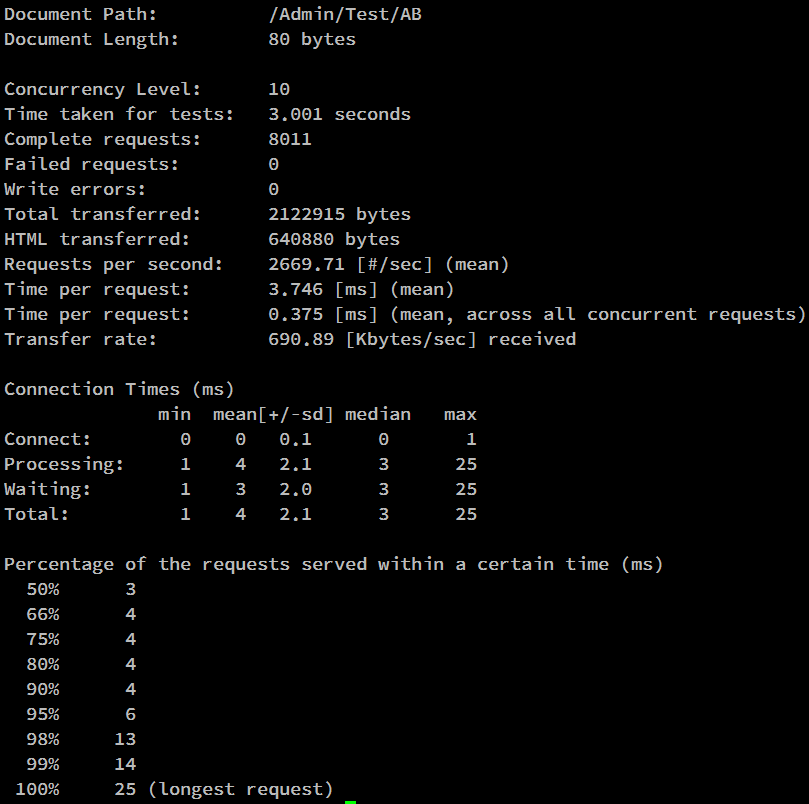 Document Path:          /Admin/Test/AB
Document Length:        80 bytes

Concurrency Level:      10
Time taken for tests:   3.001 seconds
Complete requests:      8011
Failed requests:        0
Write errors:           0
Total transferred:      2122915 bytes
HTML transferred:       640880 bytes
Requests per second:    2669.71 [#/sec] (mean)
Time per request:       3.746 [ms] (mean)
Time per request:       0.375 [ms] (mean, across all concurrent requests)
Transfer rate:          690.89 [Kbytes/sec] received

Connection Times (ms)
              min  mean[+/-sd] median   max
Connect:        0    0   0.1      0       1
Processing:     1    4   2.1      3      25
Waiting:        1    3   2.0      3      25
Total:          1    4   2.1      3      25

Percentage of the requests served within a certain time (ms)
  50%      3
  66%      4
  75%      4
  80%      4
  90%      4
  95%      6
  98%     13
  99%     14
 100%     25 (longest request)